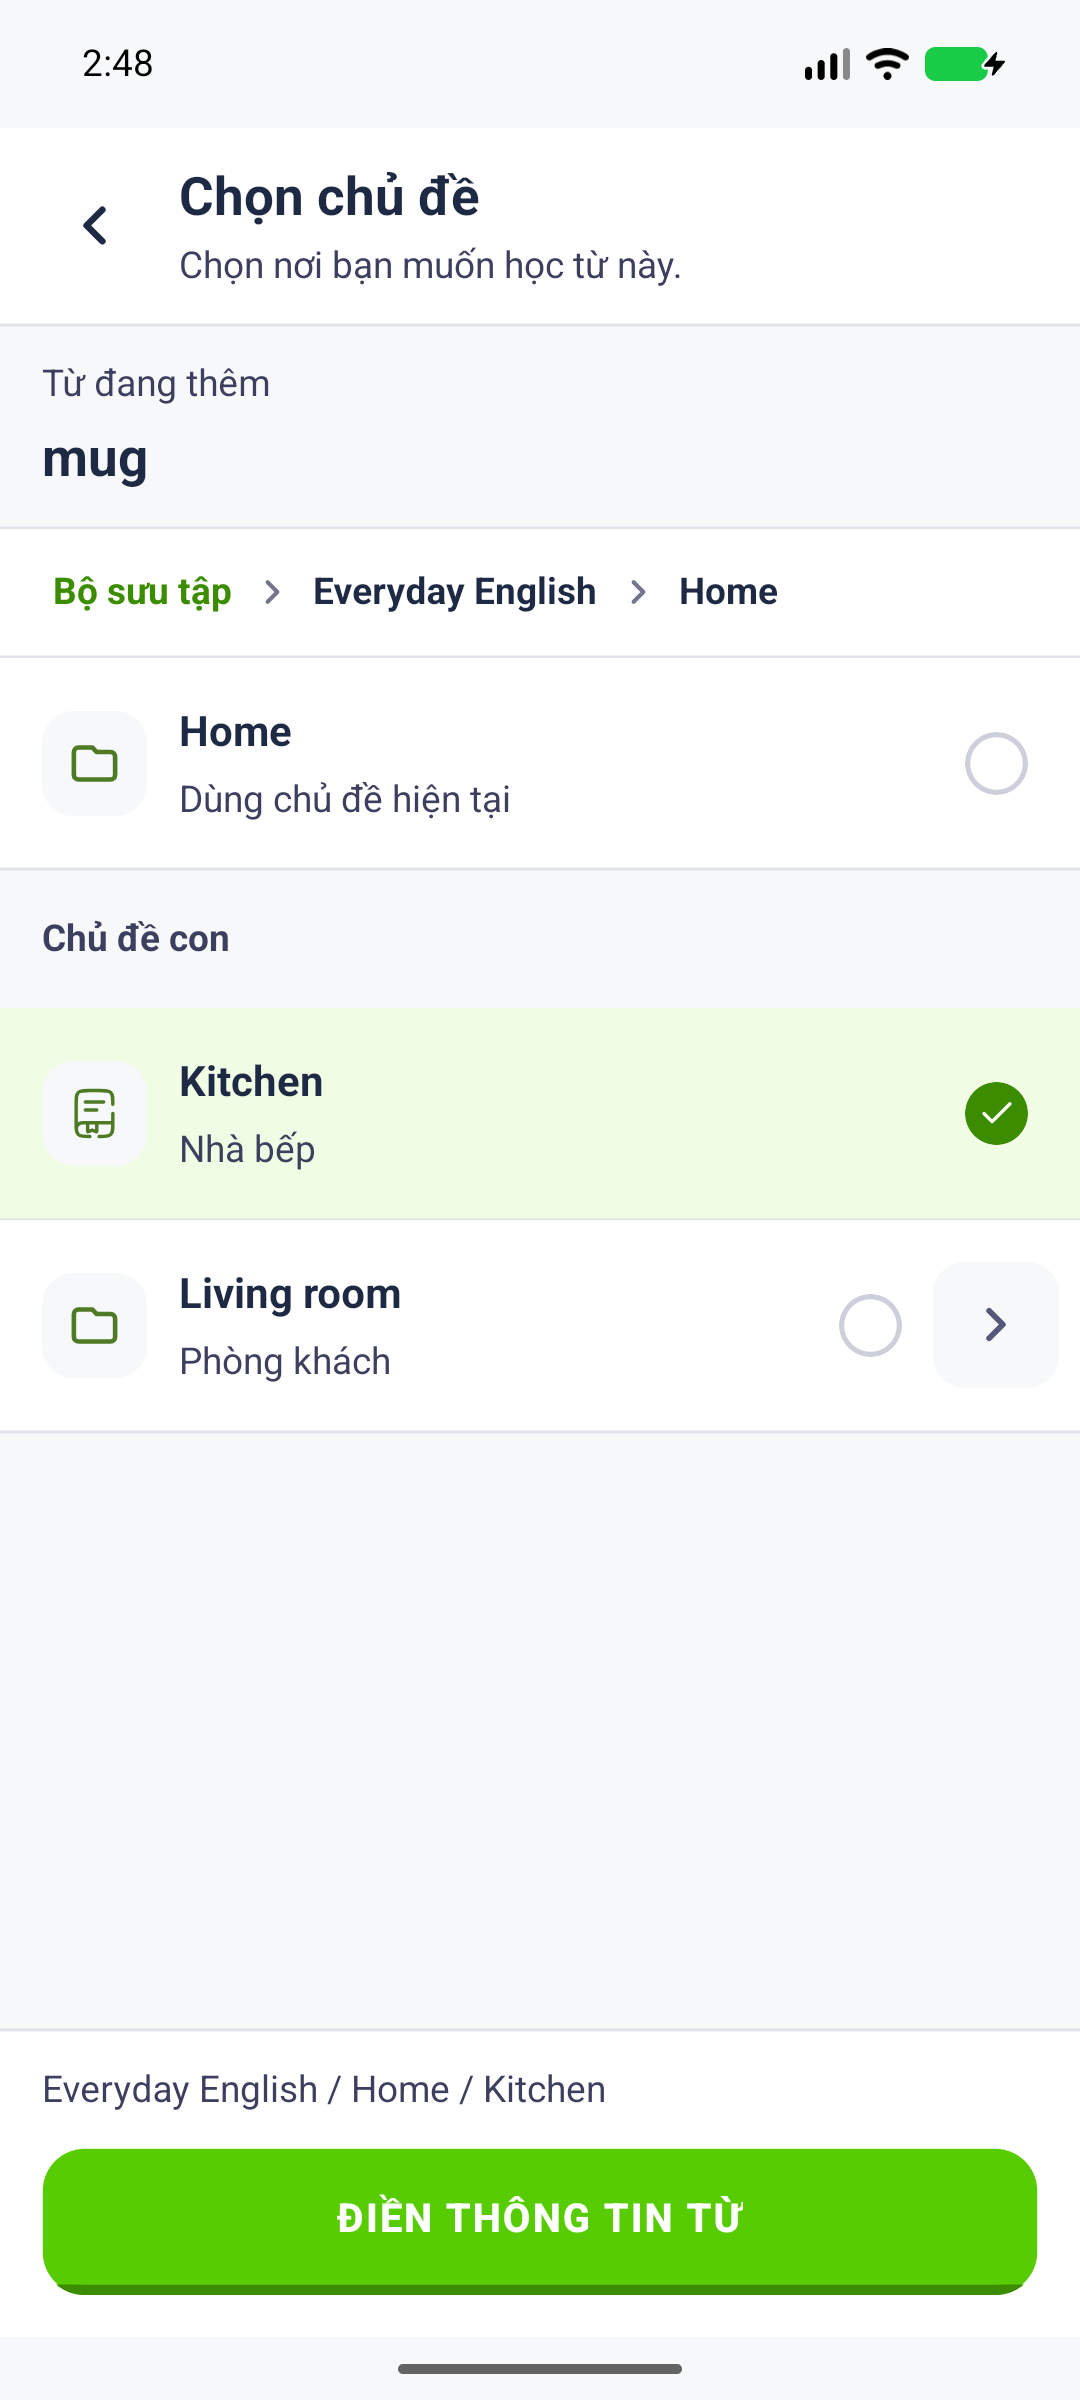 2:48
Chọn chủ đề
Chọn nơi bạn muốn học từ này.
Từ đang thêm
mug
Bộ sưu tập > Everyday English > Home
Home
Dùng chủ đề hiện tại
Chủ đề con
Kitchen
Nhà bếp
Living room
Phòng khách
Everyday English / Home / Kitchen
ĐIỀN THÔNG TIN TỪ